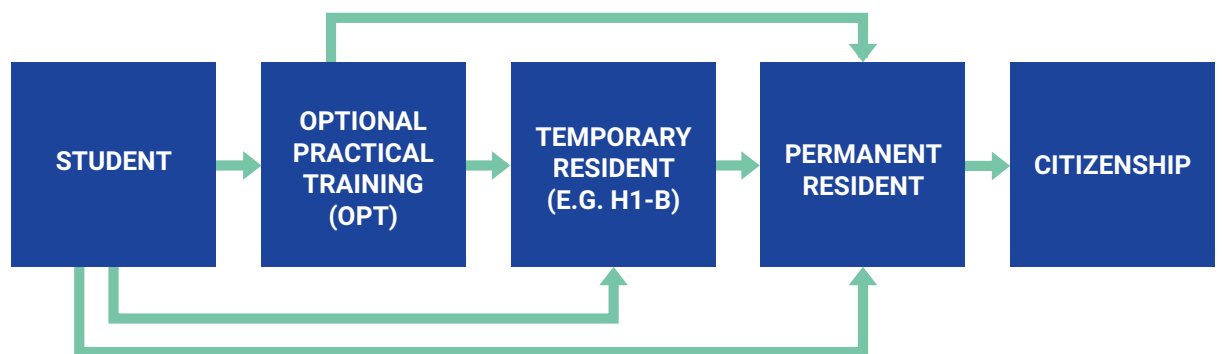 STUDENT
OPTIONAL
PRACTICAL
TRAINING
(OPT)
TEMPORARY
RESIDENT
(E.G. H1-B)
PERMANENT
RESIDENT
CITIZENSHIP